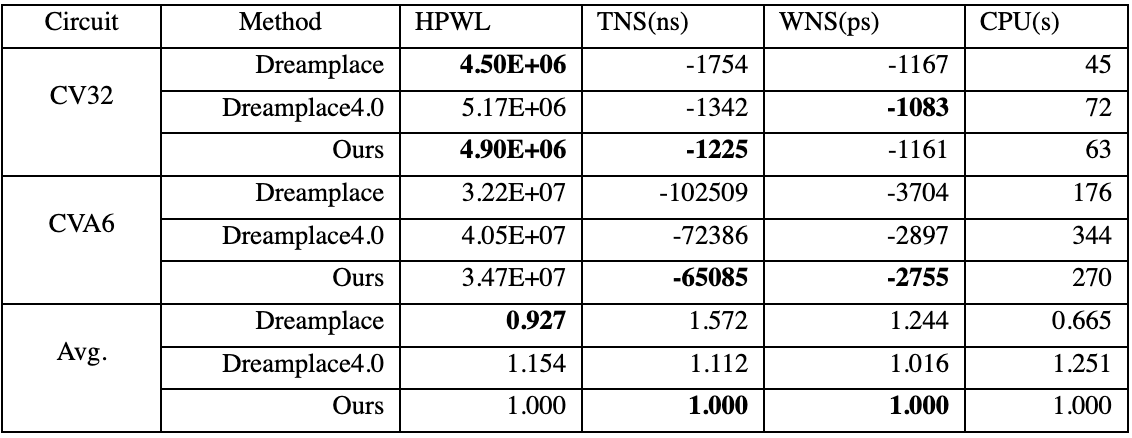 Circuit Method HPWL TNS(ns) WNS(ps) CPU(s)
CV32 Dreamplace 4.50E+06 -1754 -1167 45
Dreamplace4.0 5.17E+06 -1342 -1083 72
Ours 4.90E+06 -1225 -1161 63
CVA6 Dreamplace 3.22E+07 -102509 -3704 176
Dreamplace4.0 4.05E+07 -72386 -2897 344
Ours 3.47E+07 -65085 -2755 270
Avg. Dreamplace 0.927 1.572 1.244 0.665
Dreamplace4.0 1.154 1.112 1.016 1.251
Ours 1.000 1.000 1.000 1.000